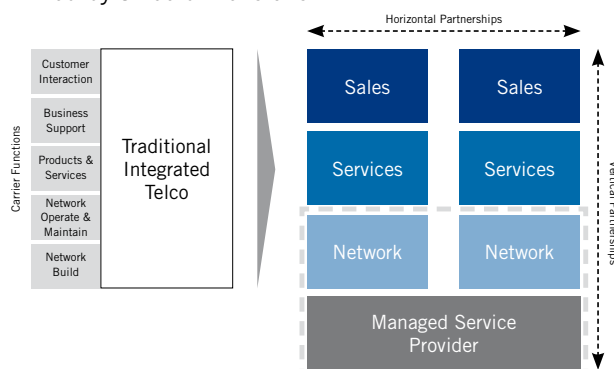 Horizontal Partnerships
Carrier Functions
Customer
Interaction
Business
Support
Products &
Services
Network
Operate &
Maintain
Network
Build
Traditional
Integrated
Telco
Sales
Sales
Services
Services
Network
Network
Managed Service
Provider
Vertical Partnerships